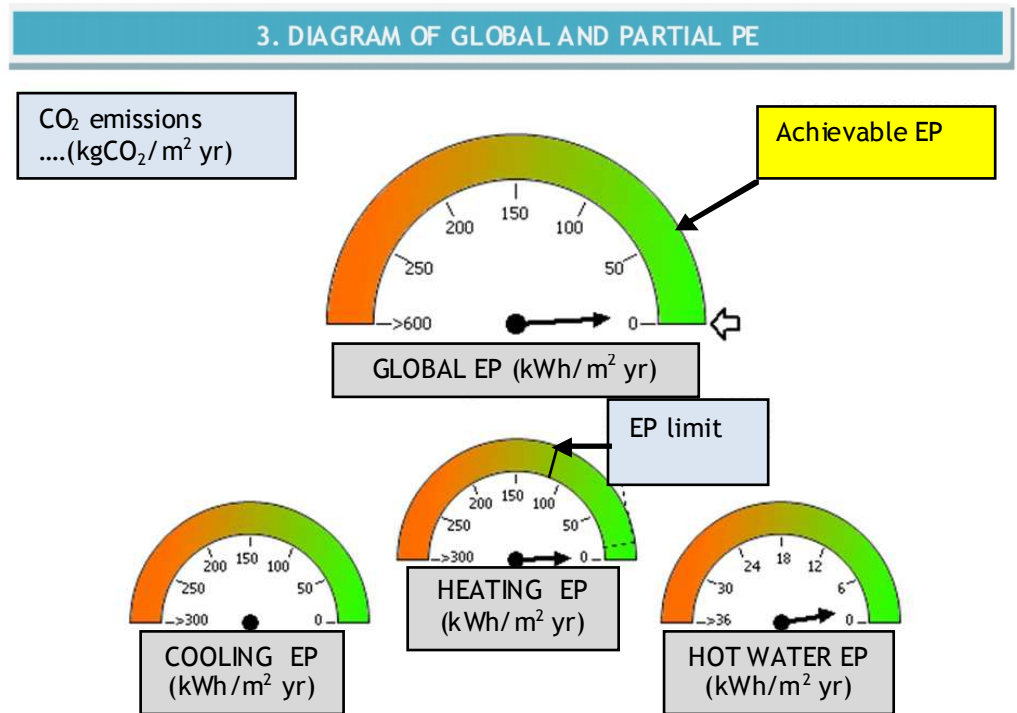 3. DIAGRAM OF GLOBAL AND PARTIAL PE
CO₂ emissions
....(kgCO₂/m² yr)
Achievable EP
150
200
100
250
50
>600
0
GLOBAL EP (kWh/m² yr)
EP limit
150
200
100
250
50
>300
0
HEATING EP
(kWh/m² yr)
150
200
100
250
50
>300
0
COOLING EP
(kWh/m² yr)
18
24
12
30
6
>36
0
HOT WATER EP
(kWh/m² yr)